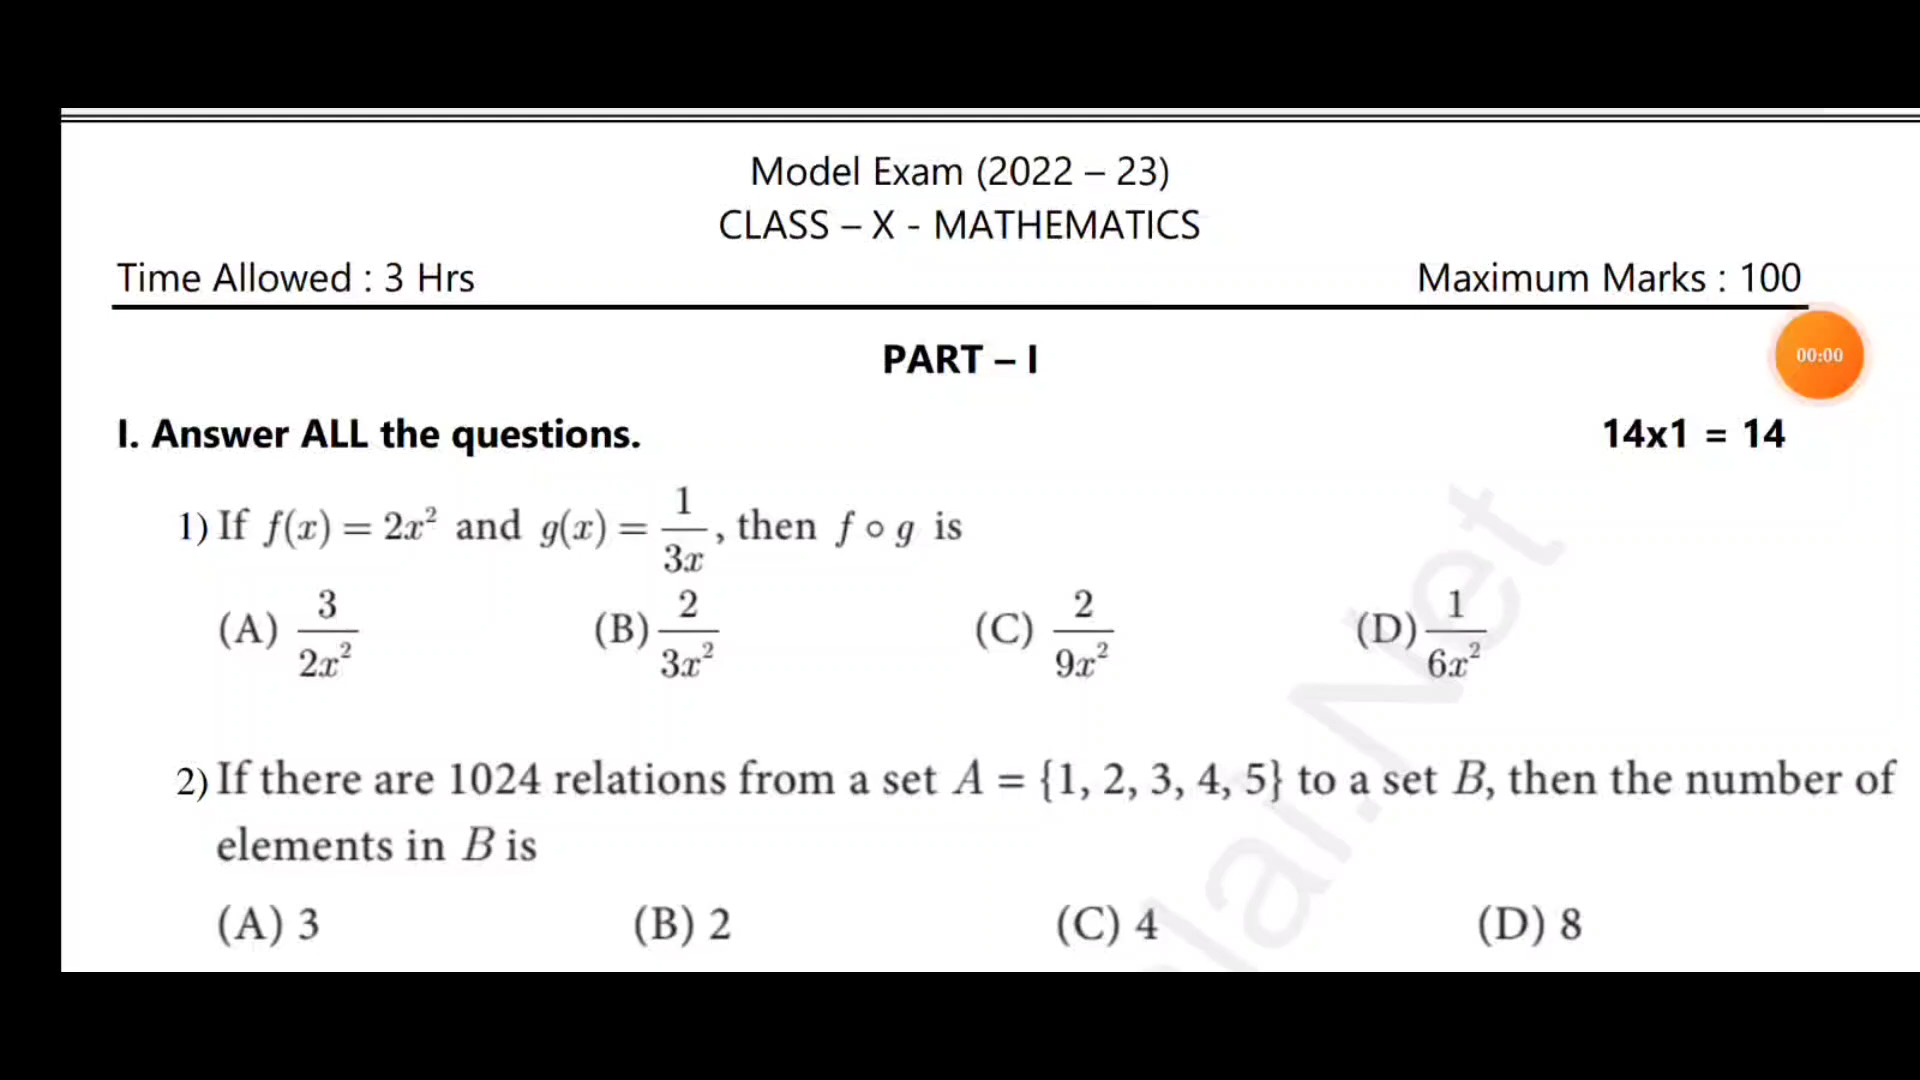 Model Exam (2022 – 23)
CLASS – X - MATHEMATICS
Time Allowed : 3 Hrs Maximum Marks : 100
PART – I
00:00
I. Answer ALL the questions. 14x1 = 14
1) If f(x) = 2x² and g(x) = 1/3x, then f ∘ g is
(A) 3/2x² (B) 2/3x² (C) 2/9x² (D) 1/6x²
2) If there are 1024 relations from a set A = {1, 2, 3, 4, 5} to a set B, then the number of
elements in B is
(A) 3 (B) 2 (C) 4 (D) 8